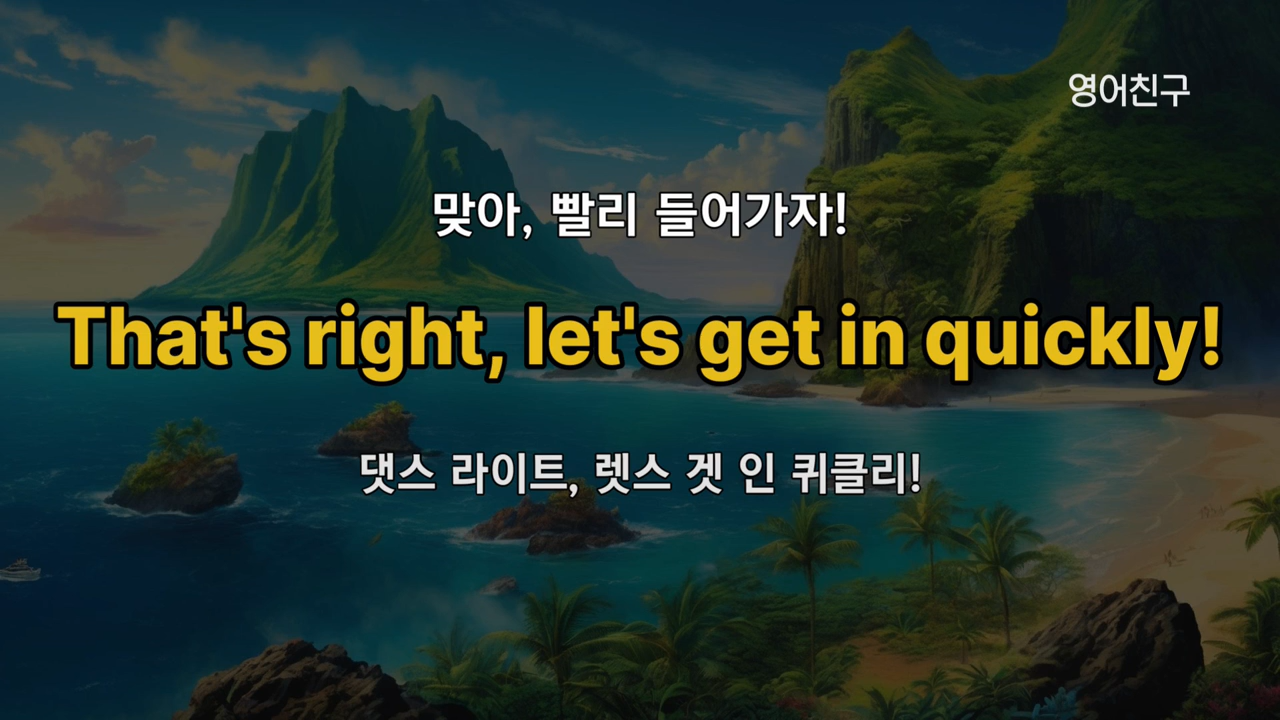 영어친구
맞아, 빨리 들어가자!
That's right, let's get in quickly!
댓스 라이트, 렛스 겟 인 퀴클리!